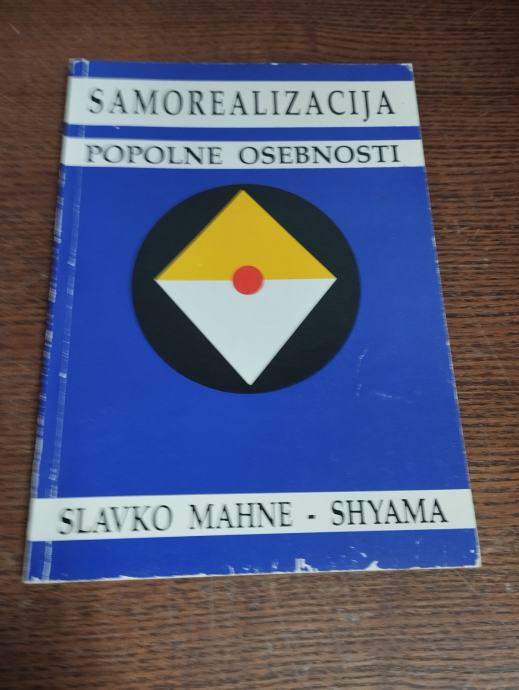 SAMOREALIZACIJA
POPOLNE OSEBNOSTI
SLAVKO MAHNE - SHYAMA